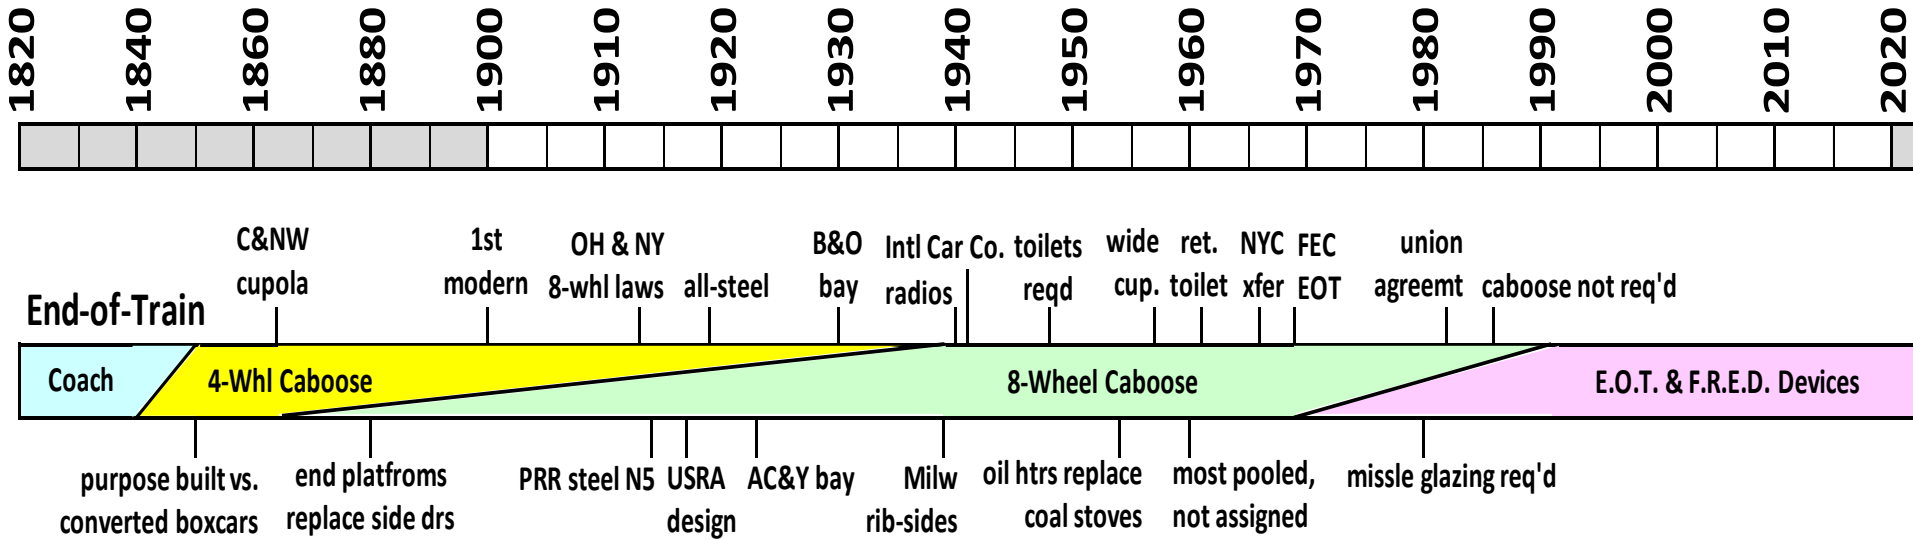 1820 1840 1860 1880 1900 1910 1920 1930 1940 1950 1960 1970 1980 1990 2000 2010 2020
C&NW
cupola
1st
modern
OH & NY
8-whl laws
all-steel
B&O
bay
Intl Car Co.
radios
toilets
reqd
wide
cup.
ret.
toilet
NYC
xfer
FEC
EOT
union
agreemt
caboose not req'd
End-of-Train
Coach
4-Whl Caboose
8-Wheel Caboose
E.O.T. & F.R.E.D. Devices
purpose built vs.
converted boxcars
end platfroms
replace side drs
PRR steel N5
USRA
design
AC&Y bay
Milw
rib-sides
oil htrs replace
coal stoves
most pooled,
not assigned
missle glazing req'd